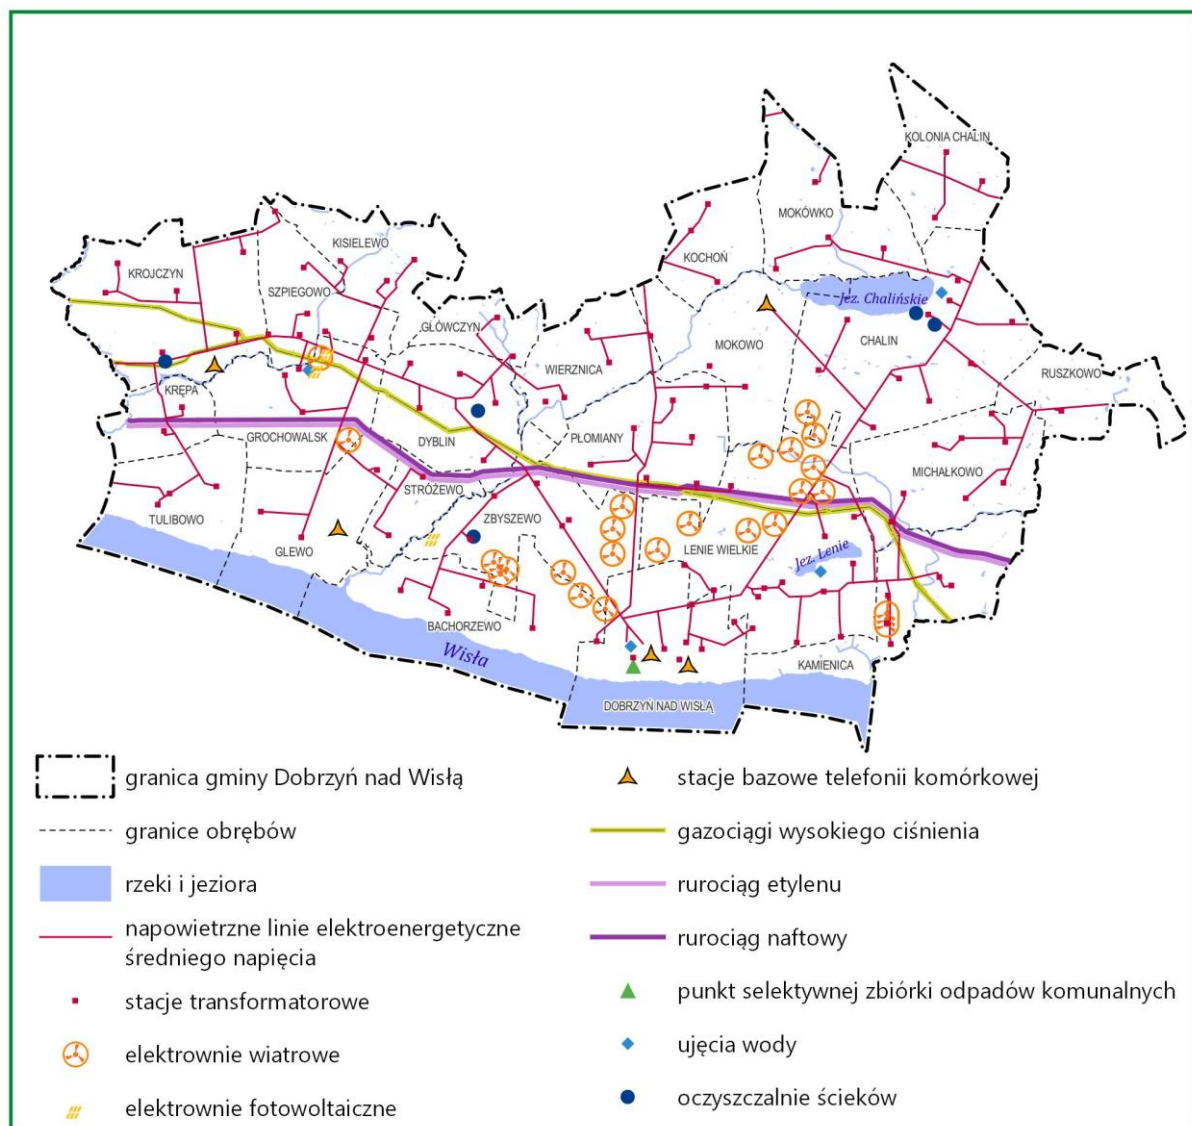 KOLONIA CHALIN
MOKÓWKO
KISIELEWO
KOCHOŃ
KROJCZYN
SZPIEGOWO
Jez. Chalińskie
GŁÓWCZYN
CHALIN
MOKOWO
WIERZNICA
RUSZKOWO
KRĘPA
GROCHOWALSK
DYBLIN
PŁOMIANY
MICHAŁKOWO
STRÓŻEWO
TULIBOWO
ZBYSZEWO
GLEWO
LENIE WIELKIE
Jez. Lenie
BACHORZEWO
Wisła
KAMIENICA
DOBRZYŃ NAD WISŁĄ
granica gminy Dobrzyń nad Wisłą
granice obrębów
rzeki i jeziora
napowietrzne linie elektroenergetyczne
średniego napięcia
stacje transformatorowe
elektrownie wiatrowe
elektrownie fotowoltaiczne
stacje bazowe telefonii komórkowej
gazociągi wysokiego ciśnienia
rurociąg etylenu
rurociąg naftowy
punkt selektywnej zbiórki odpadów komunalnych
ujęcia wody
oczyszczalnie ścieków